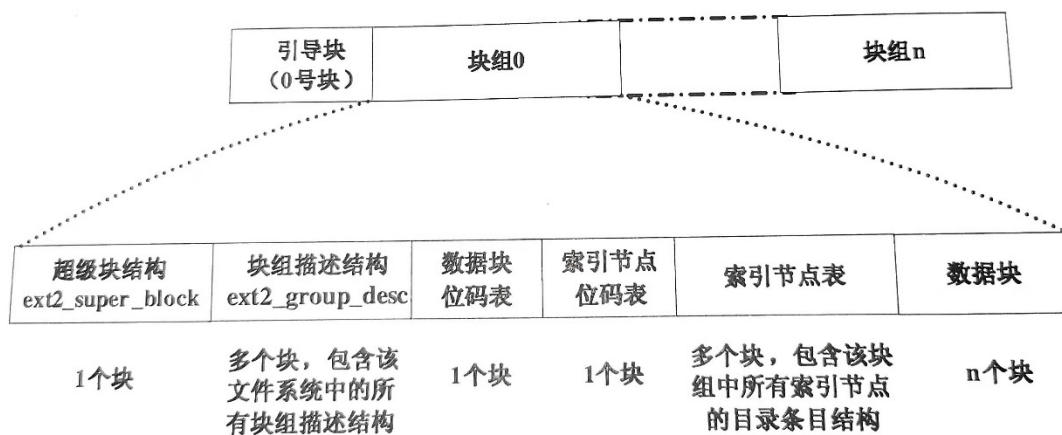 引导块
（0号块）
块组0
块组n
超级块结构
ext2_super_block
块组描述结构
ext2_group_desc
数据块
位码表
索引节点
位码表
索引节点表
数据块
1个块
多个块，包含该
文件系统中的所
有块组描述结构
1个块
1个块
多个块，包含该块
组中所有索引节点
的目录条目结构
n个块